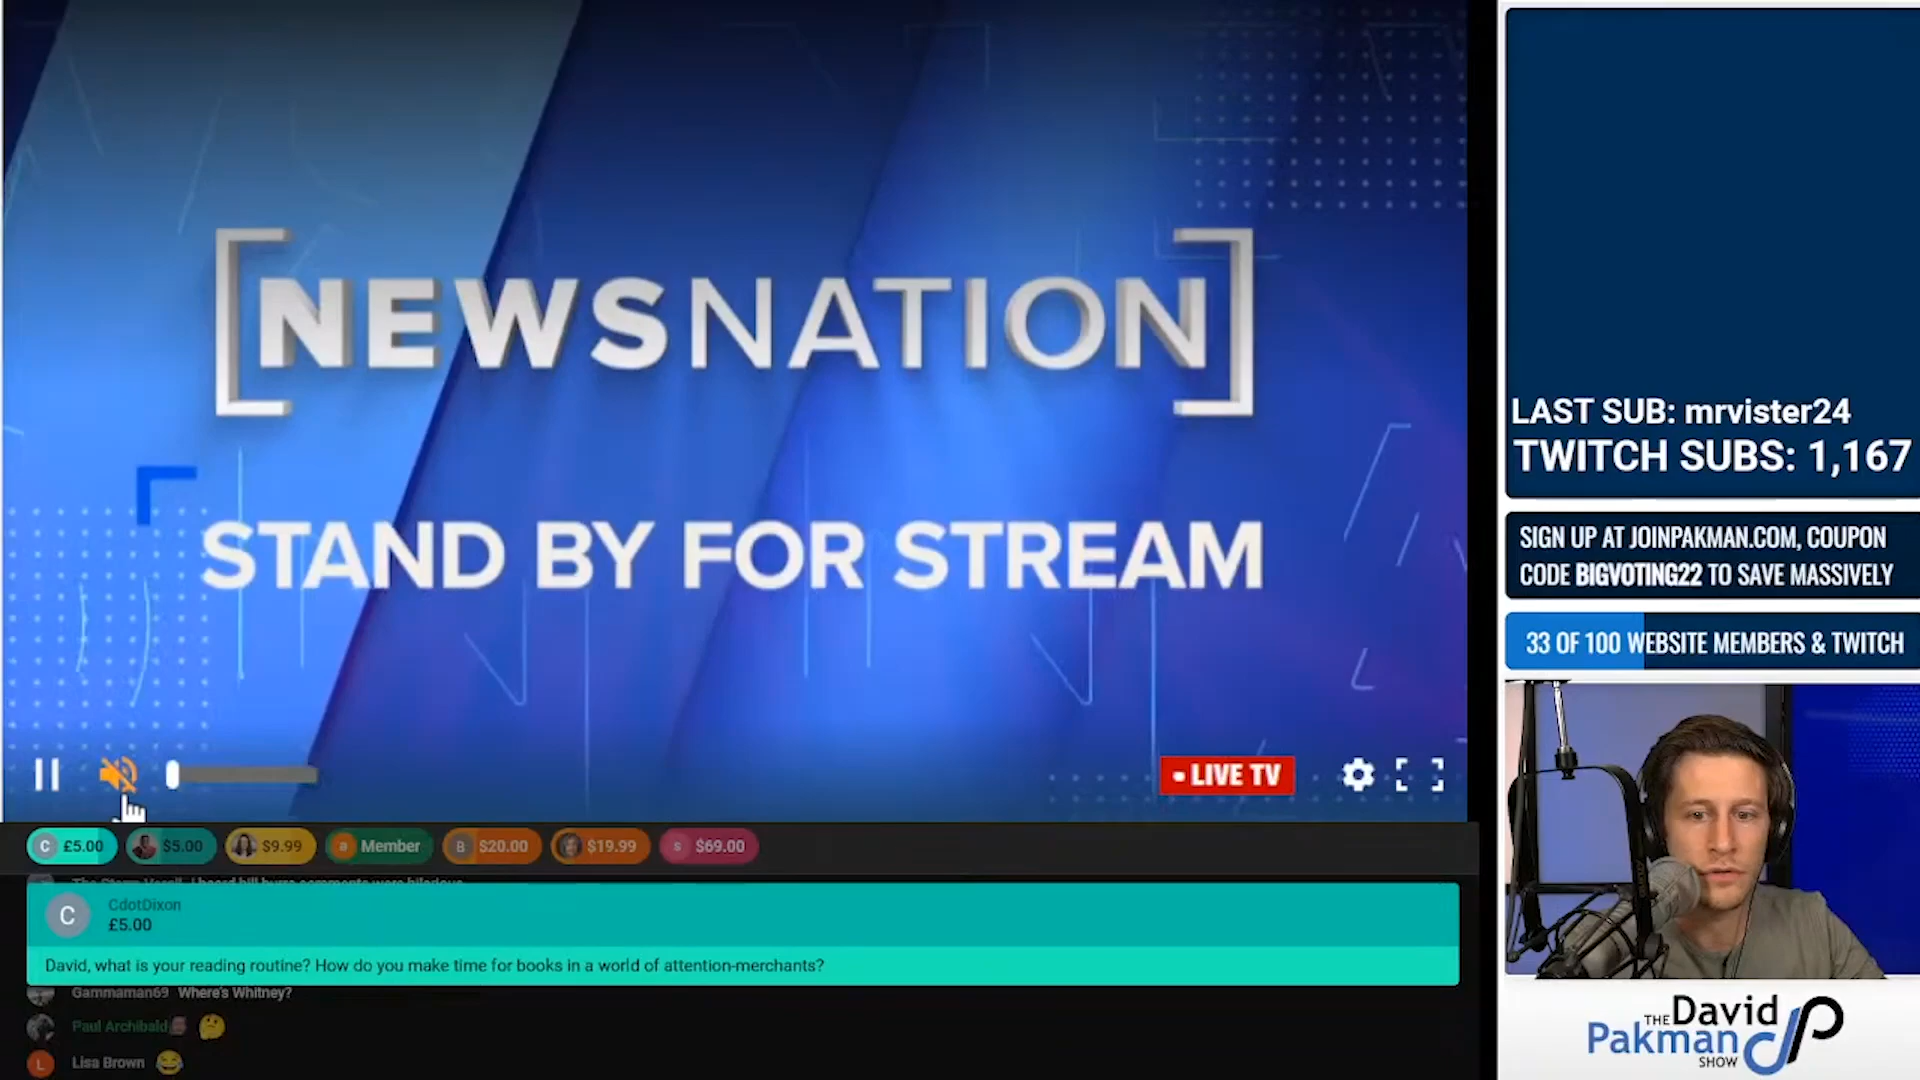 [NEWSNATION]
STAND BY FOR STREAM
LIVE TV
C £5.00
$5.00
$9.99
a Member
B $20.00
$19.99
s $69.00
C
CdotDixon
£5.00
David, what is your reading routine? How do you make time for books in a world of attention-merchants?
Gammaman69 Where's Whitney?
Paul Archibald
L Lisa Brown
LAST SUB: mrvister24
TWITCH SUBS: 1,167
SIGN UP AT JOINPAKMAN.COM, COUPON
CODE BIGVOTING22 TO SAVE MASSIVELY
33 OF 100 WEBSITE MEMBERS & TWITCH
THE David
Pakman
SHOW